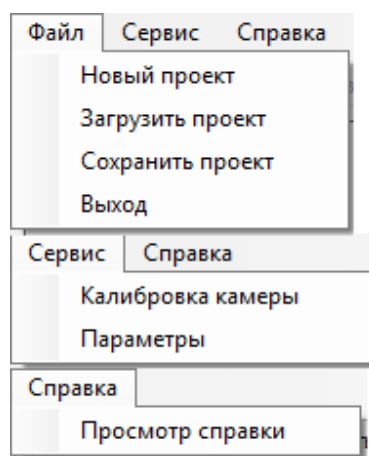 Файл Сервис Справка
Новый проект
Загрузить проект
Сохранить проект
Выход
Сервис Справка
Калибровка камеры
Параметры
Справка
Просмотр справки